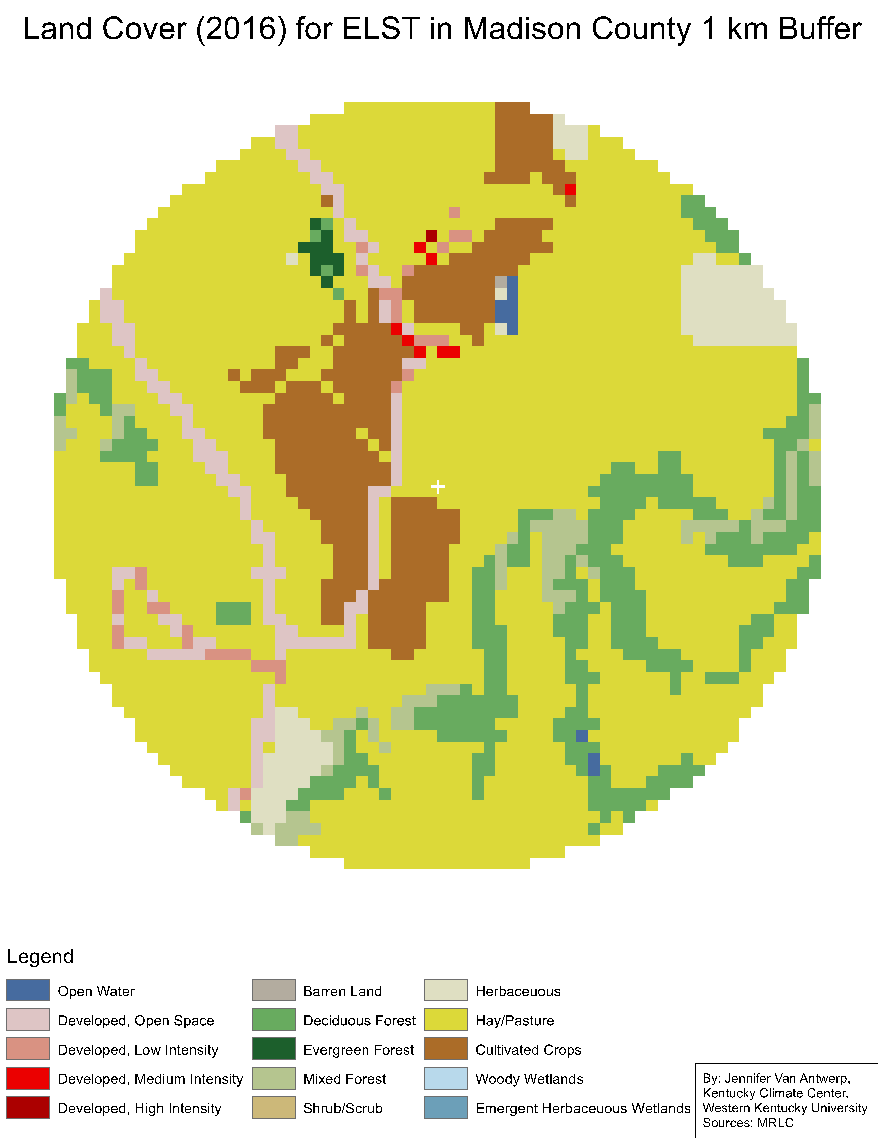 Land Cover (2016) for ELST in Madison County 1 km Buffer
Legend
Open Water
Developed, Open Space
Developed, Low Intensity
Developed, Medium Intensity
Developed, High Intensity
Barren Land
Deciduous Forest
Evergreen Forest
Mixed Forest
Shrub/Scrub
Herbaceuous
Hay/Pasture
Cultivated Crops
Woody Wetlands
Emergent Herbaceuous Wetlands
By: Jennifer Van Antwerp,
Kentucky Climate Center,
Western Kentucky University
Sources: MRLC